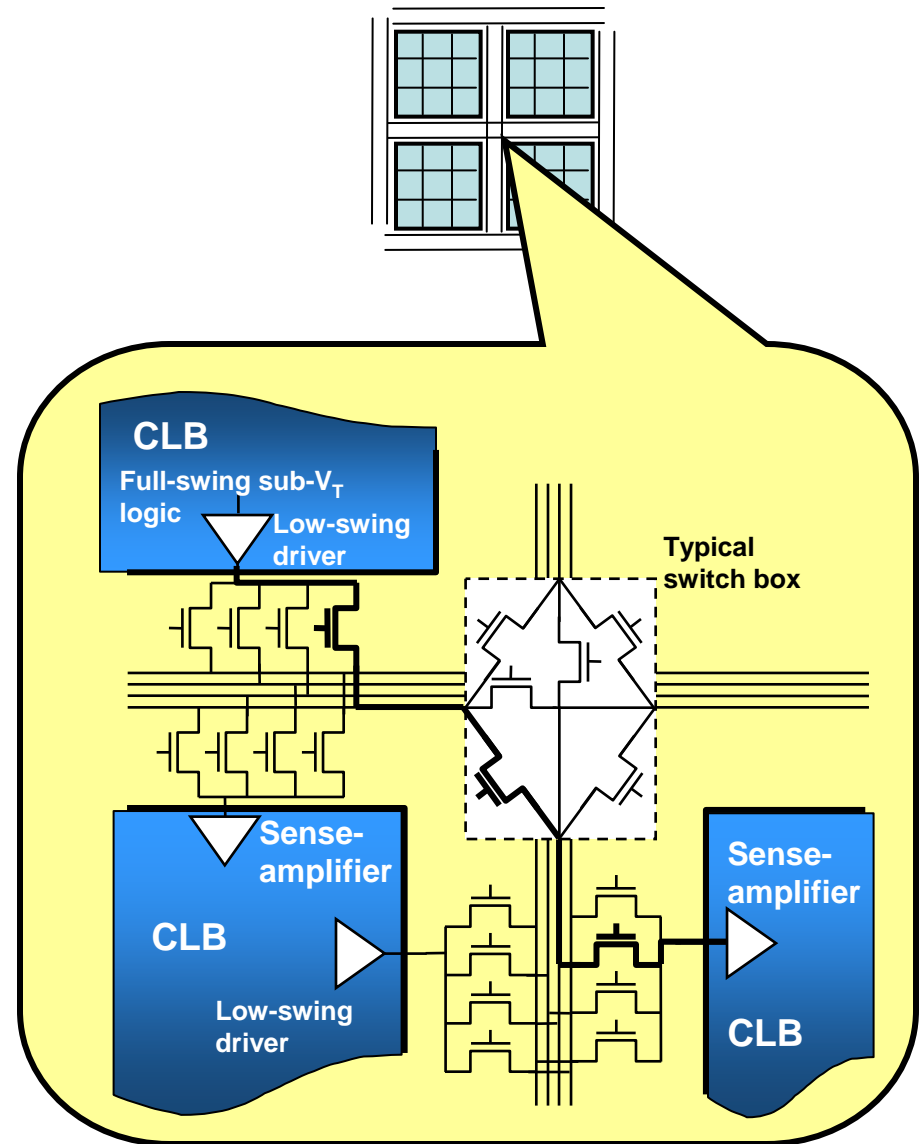 CLB
Full-swing sub-V_T
logic
Low-swing
driver
Typical
switch box
Sense-
amplifier
CLB
Low-swing
driver
Sense-
amplifier
CLB